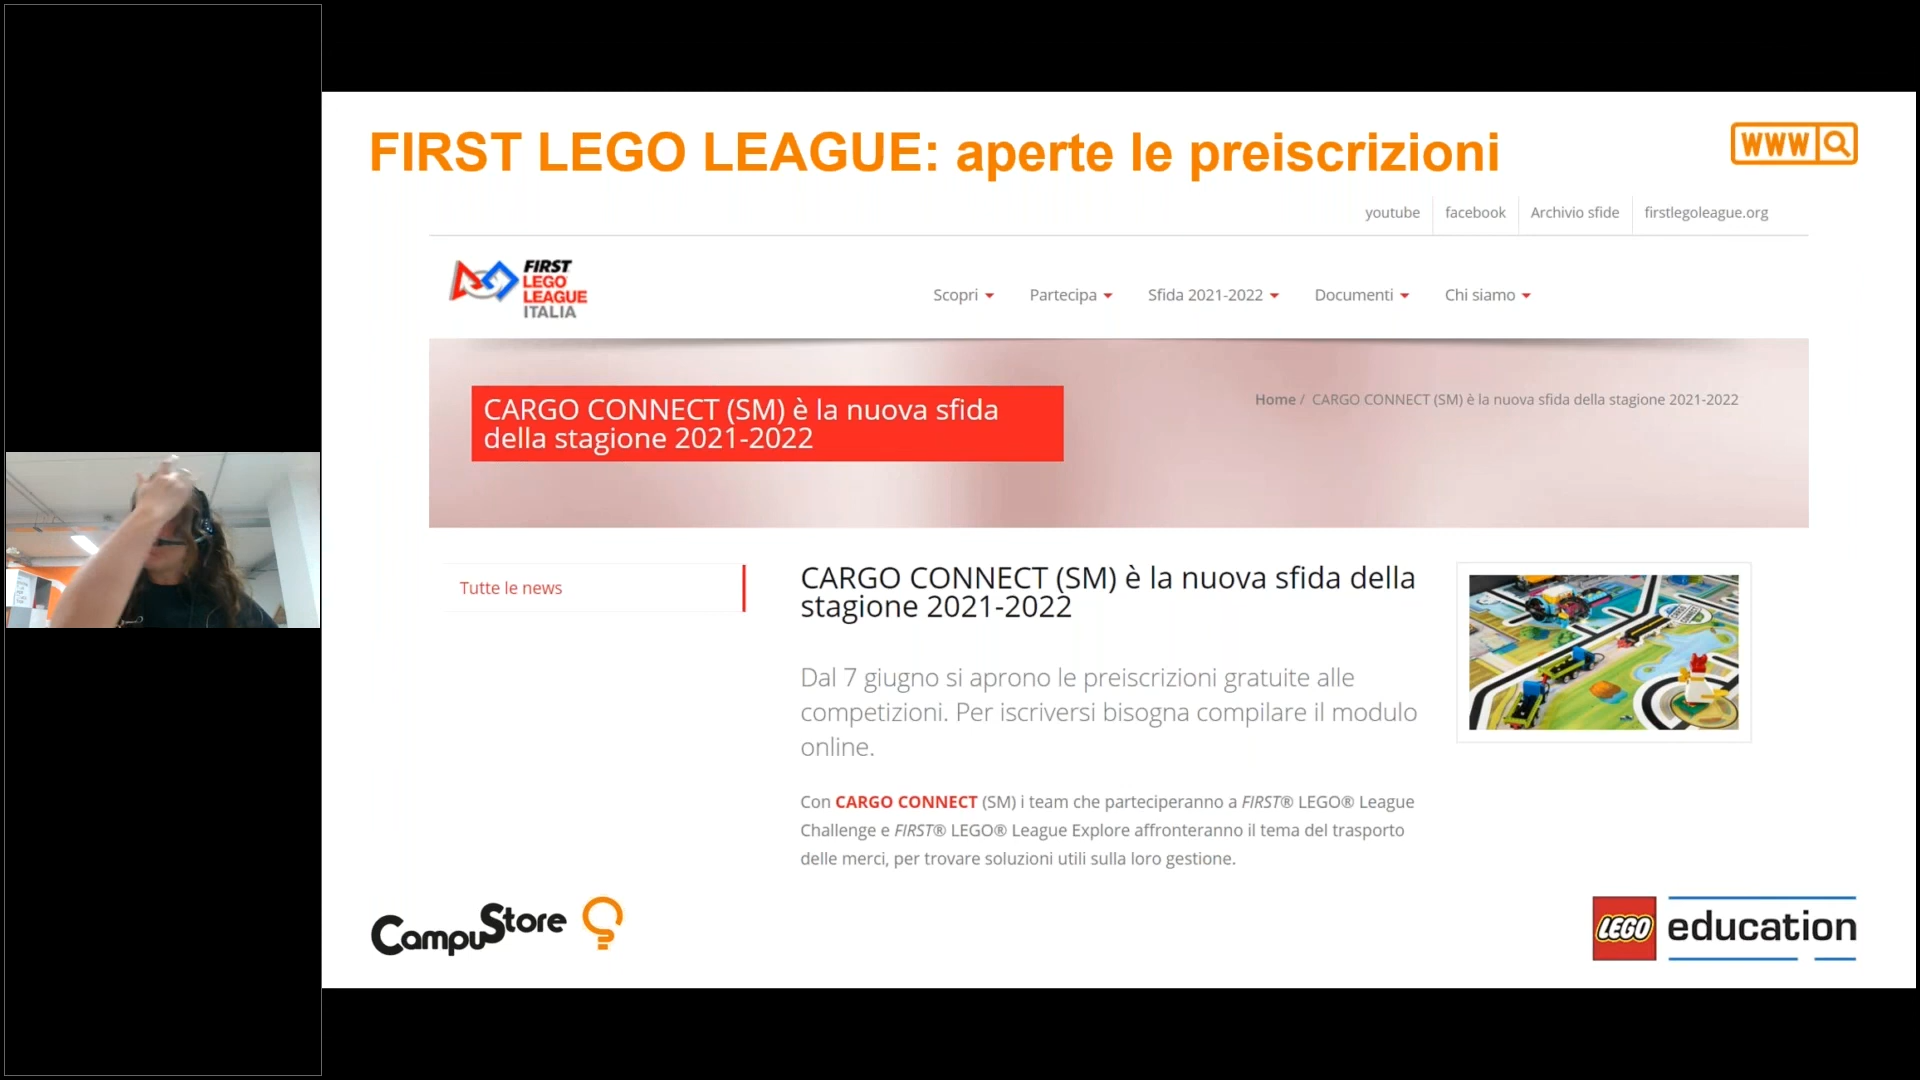 FIRST LEGO LEAGUE: aperte le preiscrizioni
WWW
youtube
facebook
Archivio sfide
firstlegoleague.org
FIRST
LEGO
LEAGUE
ITALIA
Scopri
Partecipa
Sfida 2021-2022
Documenti
Chi siamo
CARGO CONNECT (SM) è la nuova sfida
della stagione 2021-2022
Home / CARGO CONNECT (SM) è la nuova sfida della stagione 2021-2022
Tutte le news
CARGO CONNECT (SM) è la nuova sfida della
stagione 2021-2022
Dal 7 giugno si aprono le preiscrizioni gratuite alle
competizioni. Per iscriversi bisogna compilare il modulo
online.
Con CARGO CONNECT (SM) i team che parteciperanno a FIRST® LEGO® League
Challenge e FIRST® LEGO® League Explore affronteranno il tema del trasporto
delle merci, per trovare soluzioni utili sulla loro gestione.
CampuStore
LEGO education